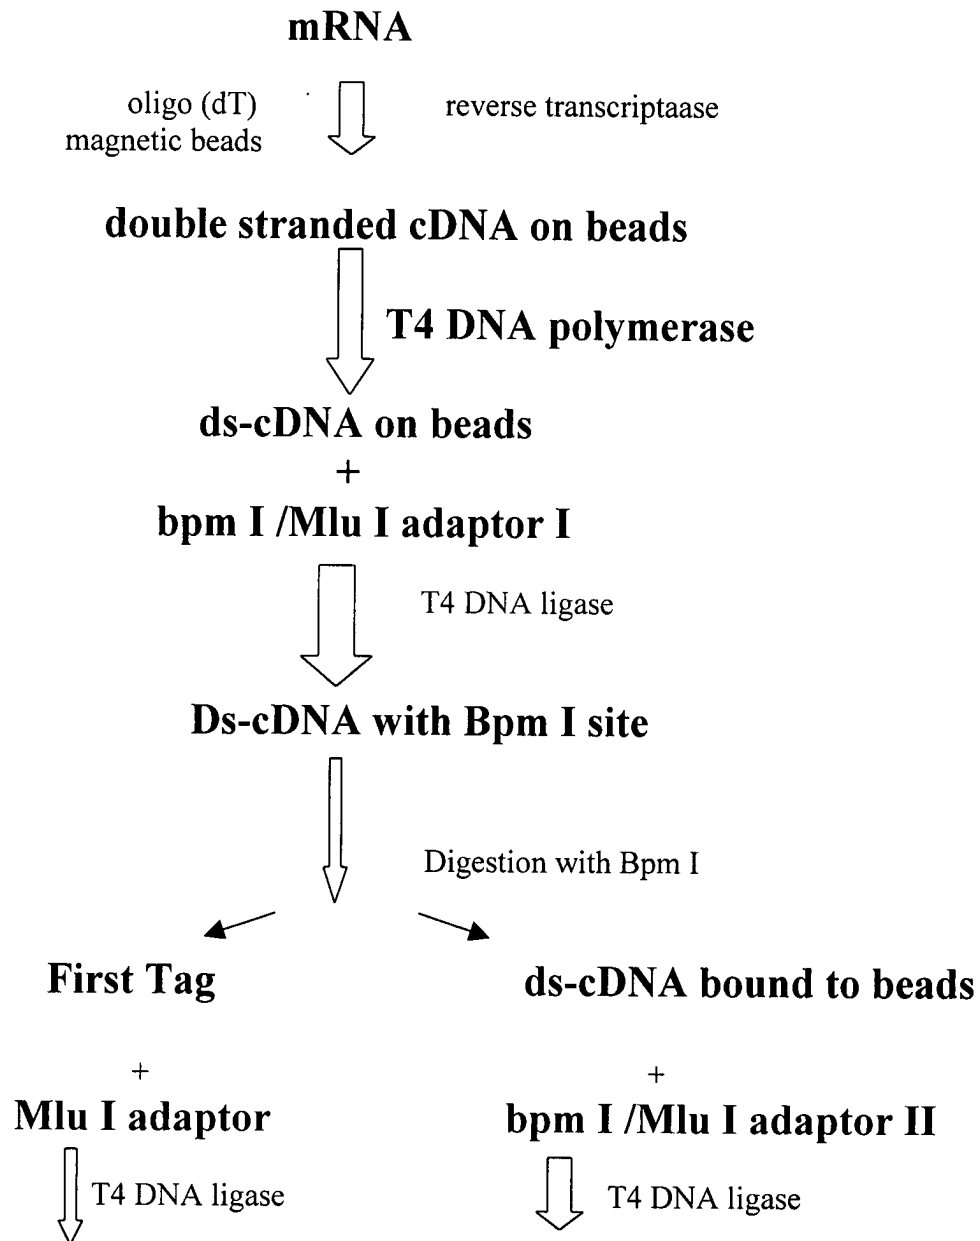 mRNA
oligo (dT)
magnetic beads
reverse transcriptaase
double stranded cDNA on beads
T4 DNA polymerase
ds-cDNA on beads
+
bpm I /Mlu I adaptor I
T4 DNA ligase
Ds-cDNA with Bpm I site
Digestion with Bpm I
First Tag
ds-cDNA bound to beads
+
+
Mlu I adaptor
bpm I /Mlu I adaptor II
T4 DNA ligase
T4 DNA ligase